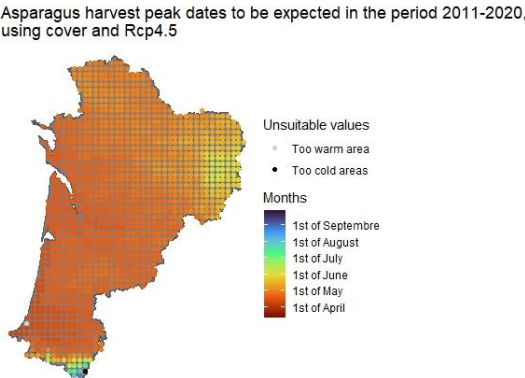 Asparagus harvest peak dates to be expected in the period 2011-2020,
using cover and Rcp4.5
Unsuitable values
Too warm area
Too cold areas
Months
1st of Septembre
1st of August
1st of July
1st of June
1st of May
1st of April